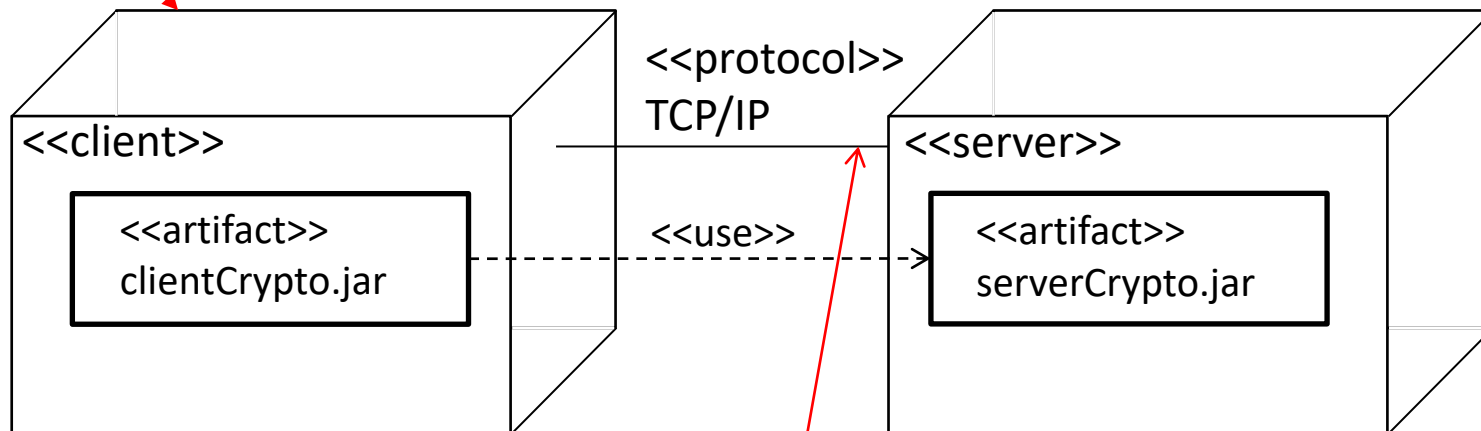 <<protocol>>
TCP/IP
<<client>>
<<server>>
<<artifact>>
clientCrypto.jar
<<use>>
<<artifact>>
serverCrypto.jar